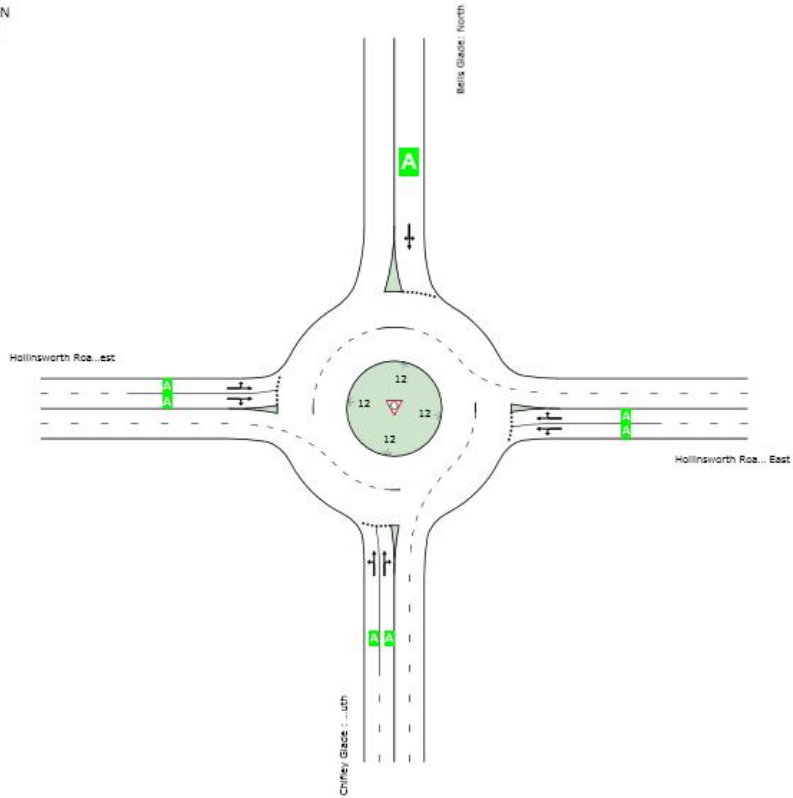 N
Bells Glade: North
A
Hollinsworth Roa...est
A
A
12
12
12
12
A
A
Hollinsworth Roa... East
A
A
Chifley Glade : ...uth